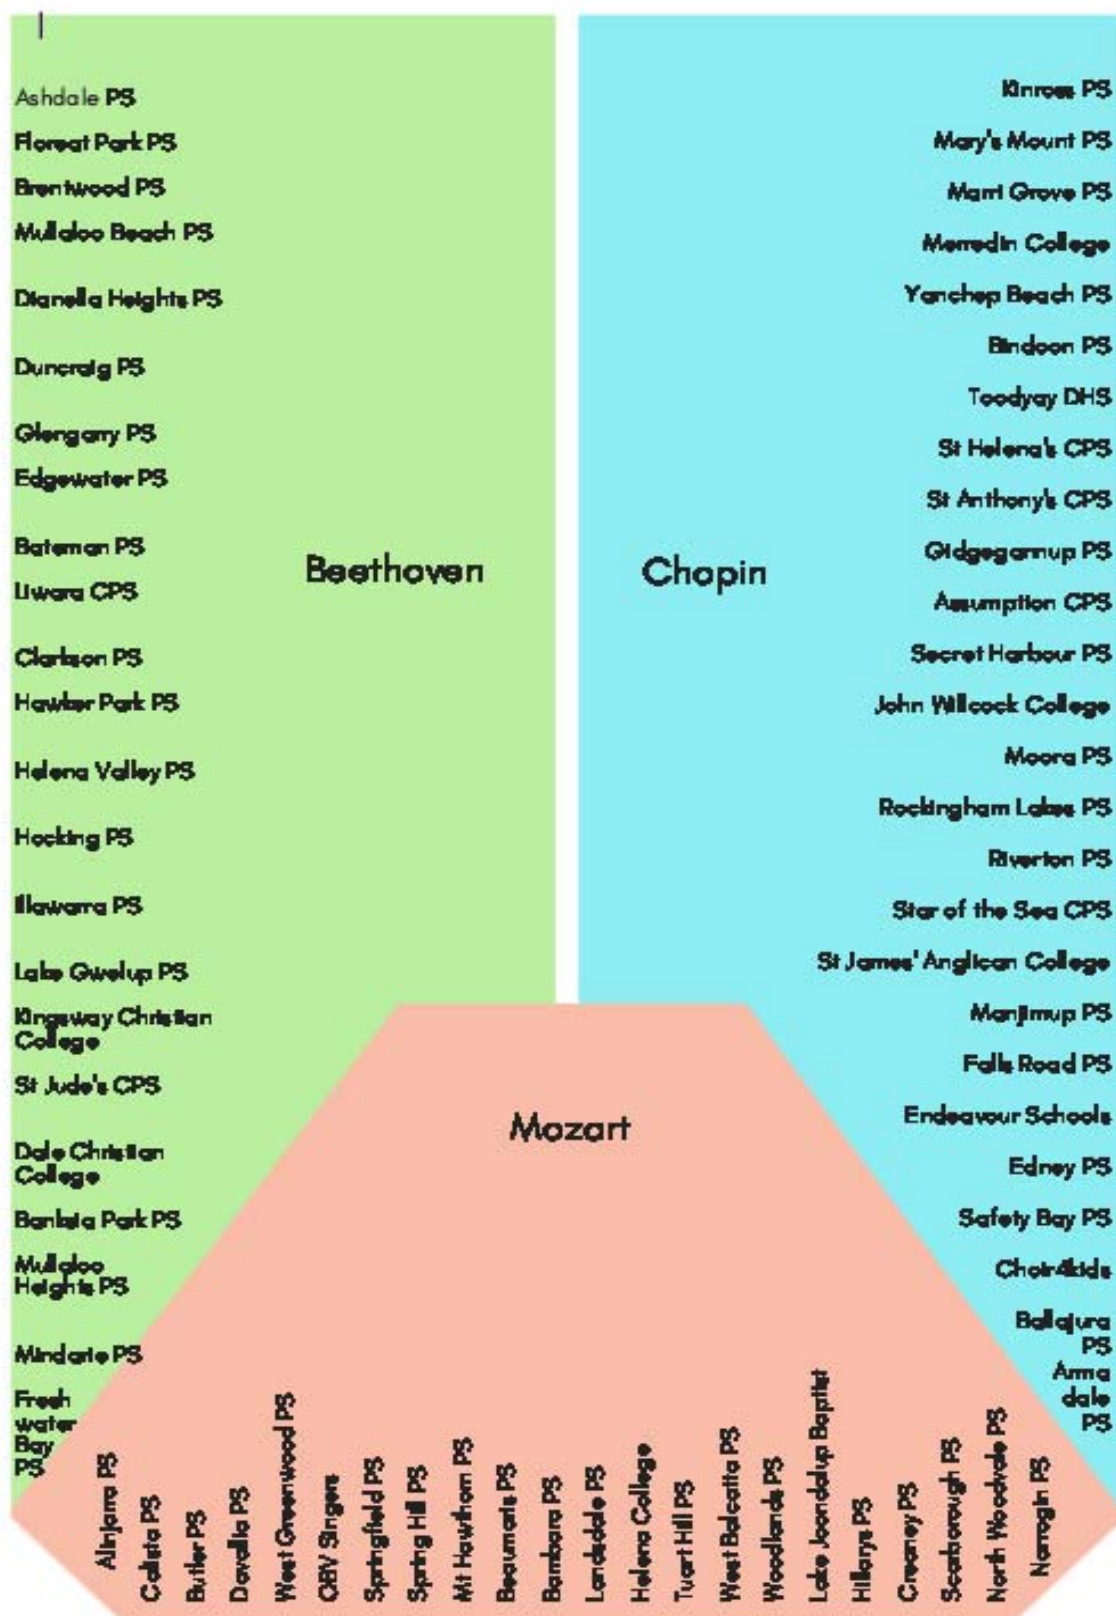 Ashdale PS
Floreat Park PS
Brentwood PS
Mullaloo Beach PS
Dianella Heights PS
Duncraig PS
Glengarry PS
Edgewater PS
Bateman PS
Liwara CPS
Clarkson PS
Hawker Park PS
Helena Valley PS
Hocking PS
Illawarra PS
Lake Gwelup PS
Kingsway Christian
College
St Jude's CPS
Dale Christian
College
Banksia Park PS
Mullaloo
Heights PS
Mindarie PS
Fresh
water
Bay
PS
Beethoven
Chopin
Kinross PS
Mary's Mount PS
Marri Grove PS
Merredin College
Yanchep Beach PS
Bindoon PS
Toodyay DHS
St Helena's CPS
St Anthony's CPS
Gidgegannup PS
Assumption CPS
Secret Harbour PS
John Willcock College
Moora PS
Rockingham Lakes PS
Riverton PS
Star of the Sea CPS
St James' Anglican College
Manjimup PS
Falls Road PS
Endeavour Schools
Edney PS
Safety Bay PS
Choir4kids
Ballajura
PS
Arma
dale
PS
Mozart
Alinjarra PS
Calista PS
Butler PS
Davallia PS
West Greenwood PS
QBV Singers
Springfield PS
Spring Hill PS
Mt Hawthorn PS
Beaumaris PS
Bambara PS
Landsdale PS
Helena College
Tuart Hill PS
West Balcatta PS
Woodlands PS
Lake Joondalup Baptist
Hillarys PS
Creaney PS
Scarborough PS
North Woodvale PS
Narrogin PS